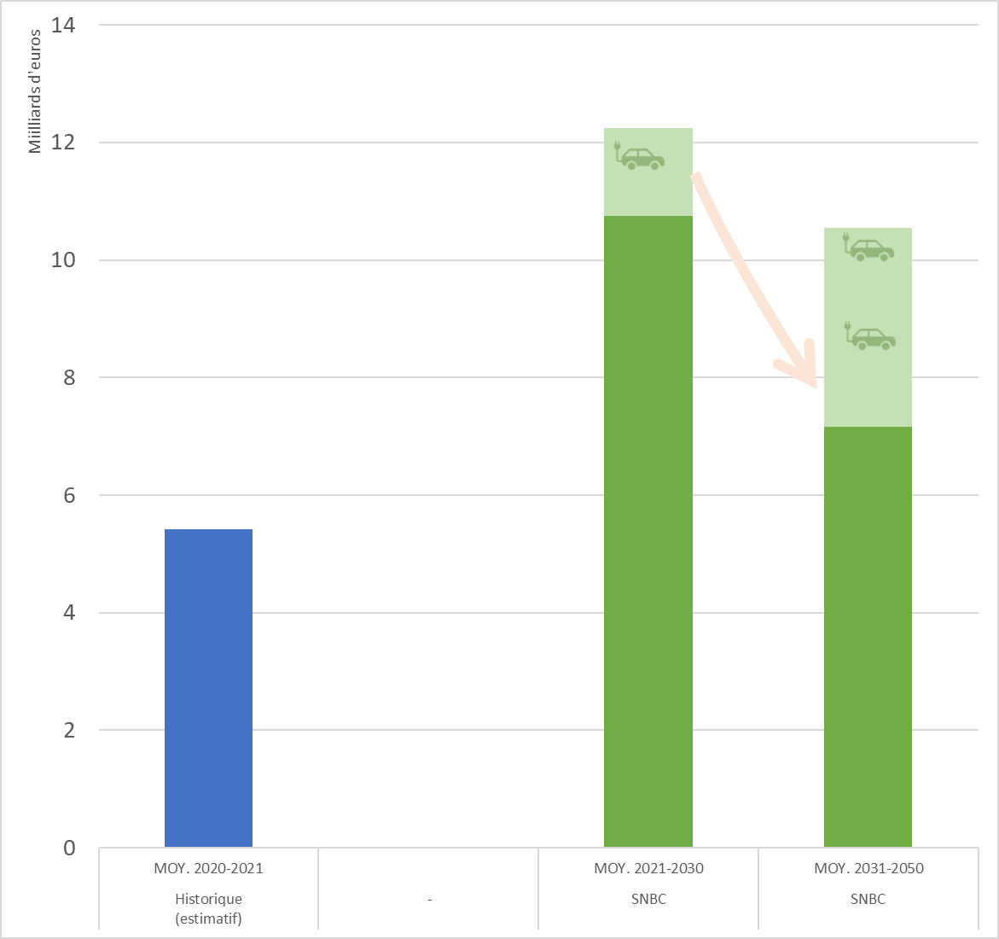 Miilliards d'euros
14
12
10
8
6
4
2
0
MOY. 2020-2021
MOY. 2021-2030
MOY. 2031-2050
Historique
(estimatif)
-
SNBC
SNBC